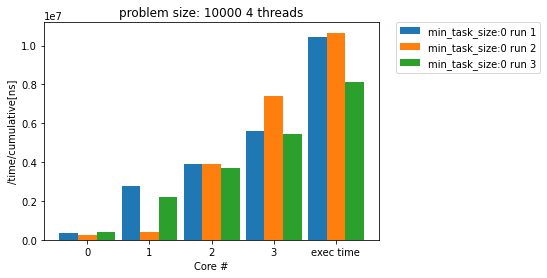 problem size: 10000 4 threads
1e7
1.0
0.8
0.6
0.4
0.2
0.0
/time/cumulative[ns]
0 1 2 3 exec time
Core #
min_task_size:0 run 1
min_task_size:0 run 2
min_task_size:0 run 3